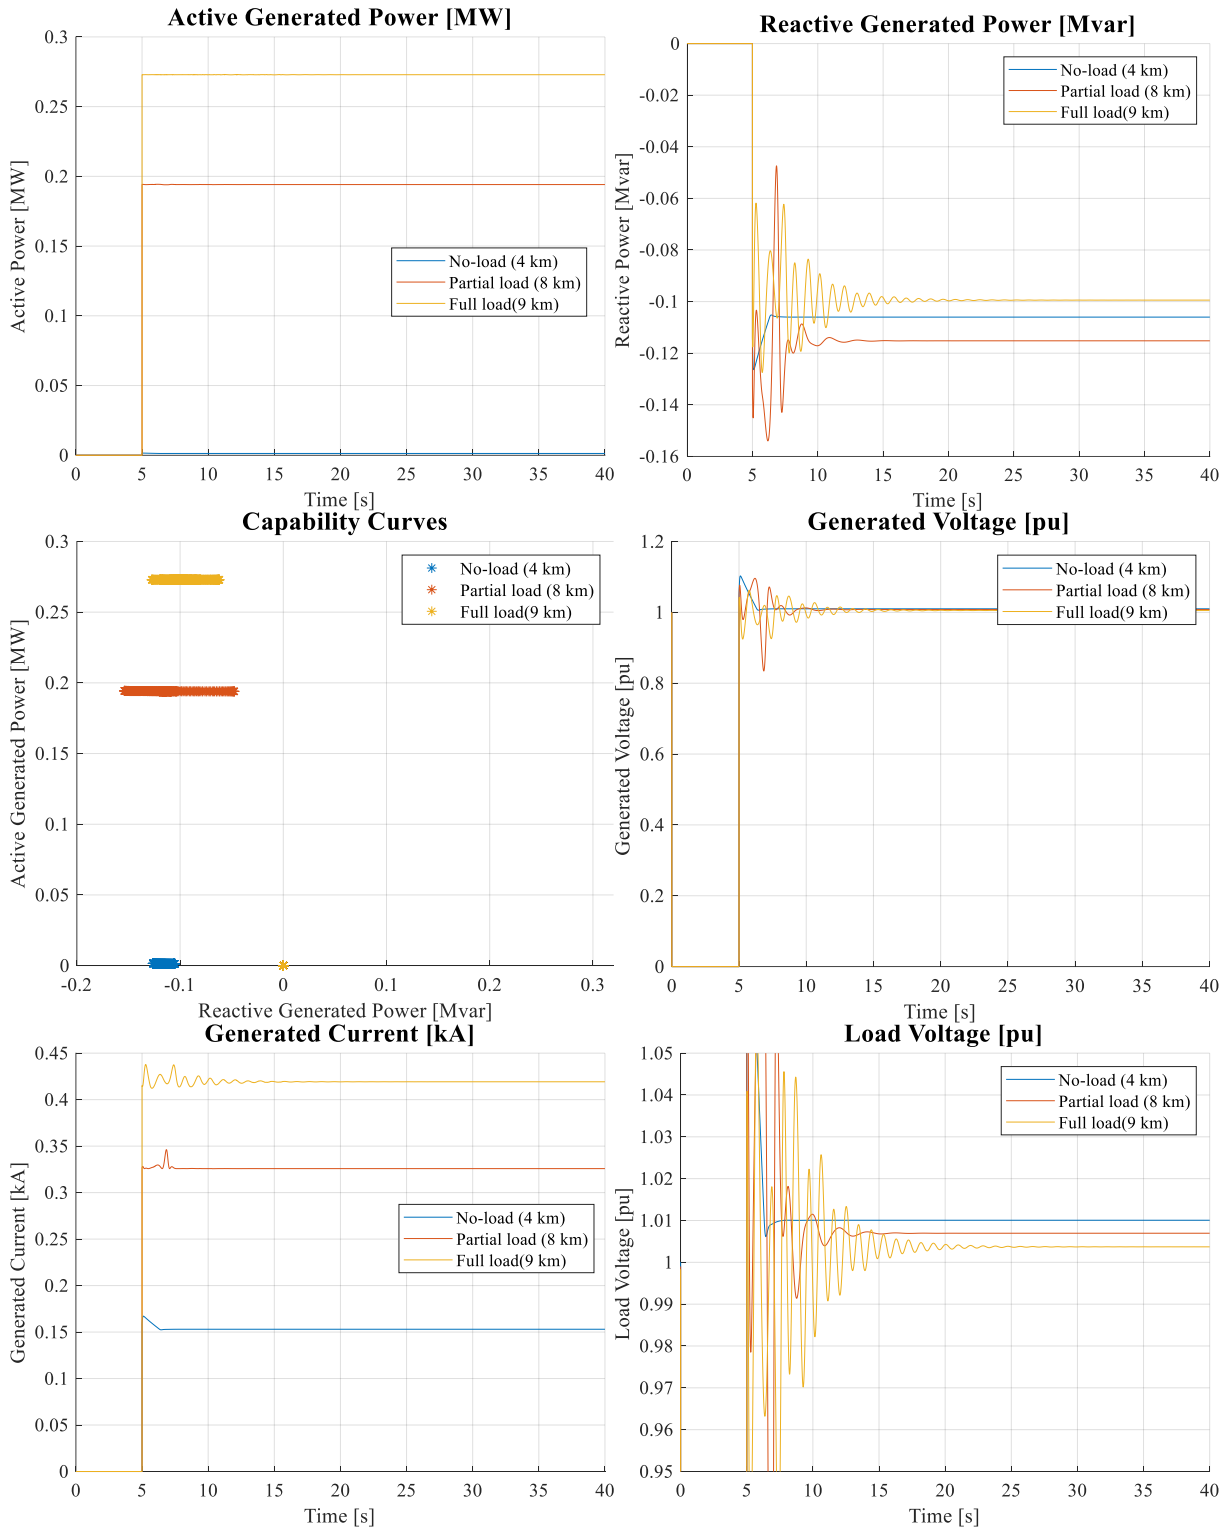 Active Generated Power [MW]
0.3
0.25
0.2
0.15
0.1
0.05
0
Active Power [MW]
No-load (4 km)
Partial load (8 km)
Full load(9 km)
0 5 10 15 20 25 30 35 40
Time [s]
Reactive Generated Power [Mvar]
0
-0.02
-0.04
-0.06
-0.08
-0.1
-0.12
-0.14
-0.16
Reactive Power [Mvar]
No-load (4 km)
Partial load (8 km)
Full load(9 km)
0 5 10 15 20 25 30 35 40
Time [s]
Capability Curves
0.3
0.25
0.2
0.15
0.1
0.05
0
Active Generated Power [MW]
No-load (4 km)
Partial load (8 km)
Full load(9 km)
-0.2 -0.1 0 0.1 0.2 0.3
Reactive Generated Power [Mvar]
Generated Voltage [pu]
1.2
1
0.8
0.6
0.4
0.2
0
Generated Voltage [pu]
No-load (4 km)
Partial load (8 km)
Full load(9 km)
0 5 10 15 20 25 30 35 40
Time [s]
Generated Current [kA]
0.45
0.4
0.35
0.3
0.25
0.2
0.15
0.1
0.05
0
Generated Current [kA]
No-load (4 km)
Partial load (8 km)
Full load(9 km)
0 5 10 15 20 25 30 35 40
Time [s]
Load Voltage [pu]
1.05
1.04
1.03
1.02
1.01
1
0.99
0.98
0.97
0.96
0.95
Load Voltage [pu]
No-load (4 km)
Partial load (8 km)
Full load(9 km)
0 5 10 15 20 25 30 35 40
Time [s]